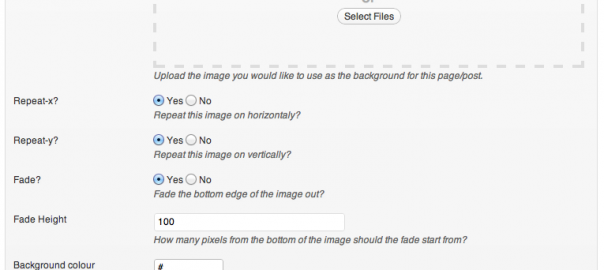 Select Files
Upload the image you would like to use as the background for this page/post.
Repeat-x? Yes No
Repeat this image on horizontaly?
Repeat-y? Yes No
Repeat this image on vertically?
Fade? Yes No
Fade the bottom edge of the image out?
Fade Height 100
How many pixels from the bottom of the image should the fade start from?
Background colour #